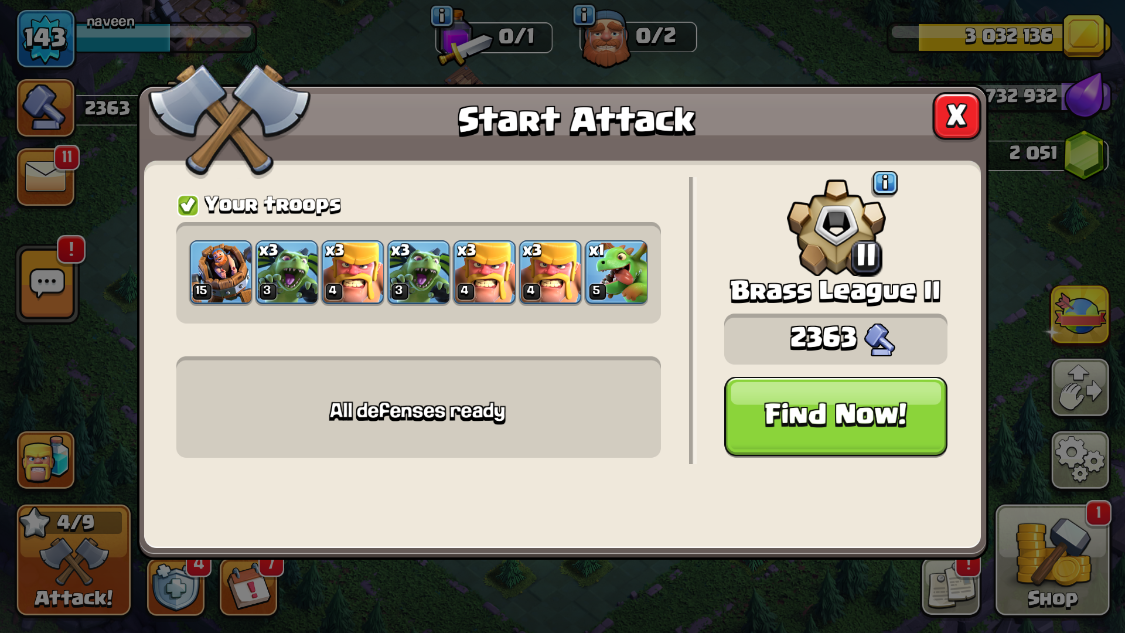 143
naveen
0/1
0/2
3 032 136
2363
732 932
11
2 051
Start Attack
X
Your troops
15
x3
3
x3
4
x3
3
x3
4
x3
4
x1
5
II
Brass League II
2363
All defenses ready
Find Now!
4/9
Attack!
4
7
1
Shop
!
!
i
i
i